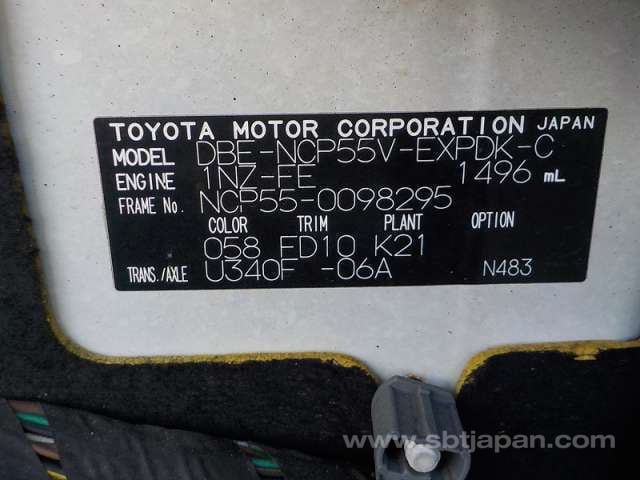 TOYOTA MOTOR CORPORATION JAPAN
MODEL DBE-NCP55V-EXPDK-C
ENGINE 1NZ-FE 1496 mL
FRAME No. NCP55-0098295
COLOR TRIM PLANT OPTION
058 FD10 K21
TRANS./AXLE U340F -06A N483
www.sbtjapan.com